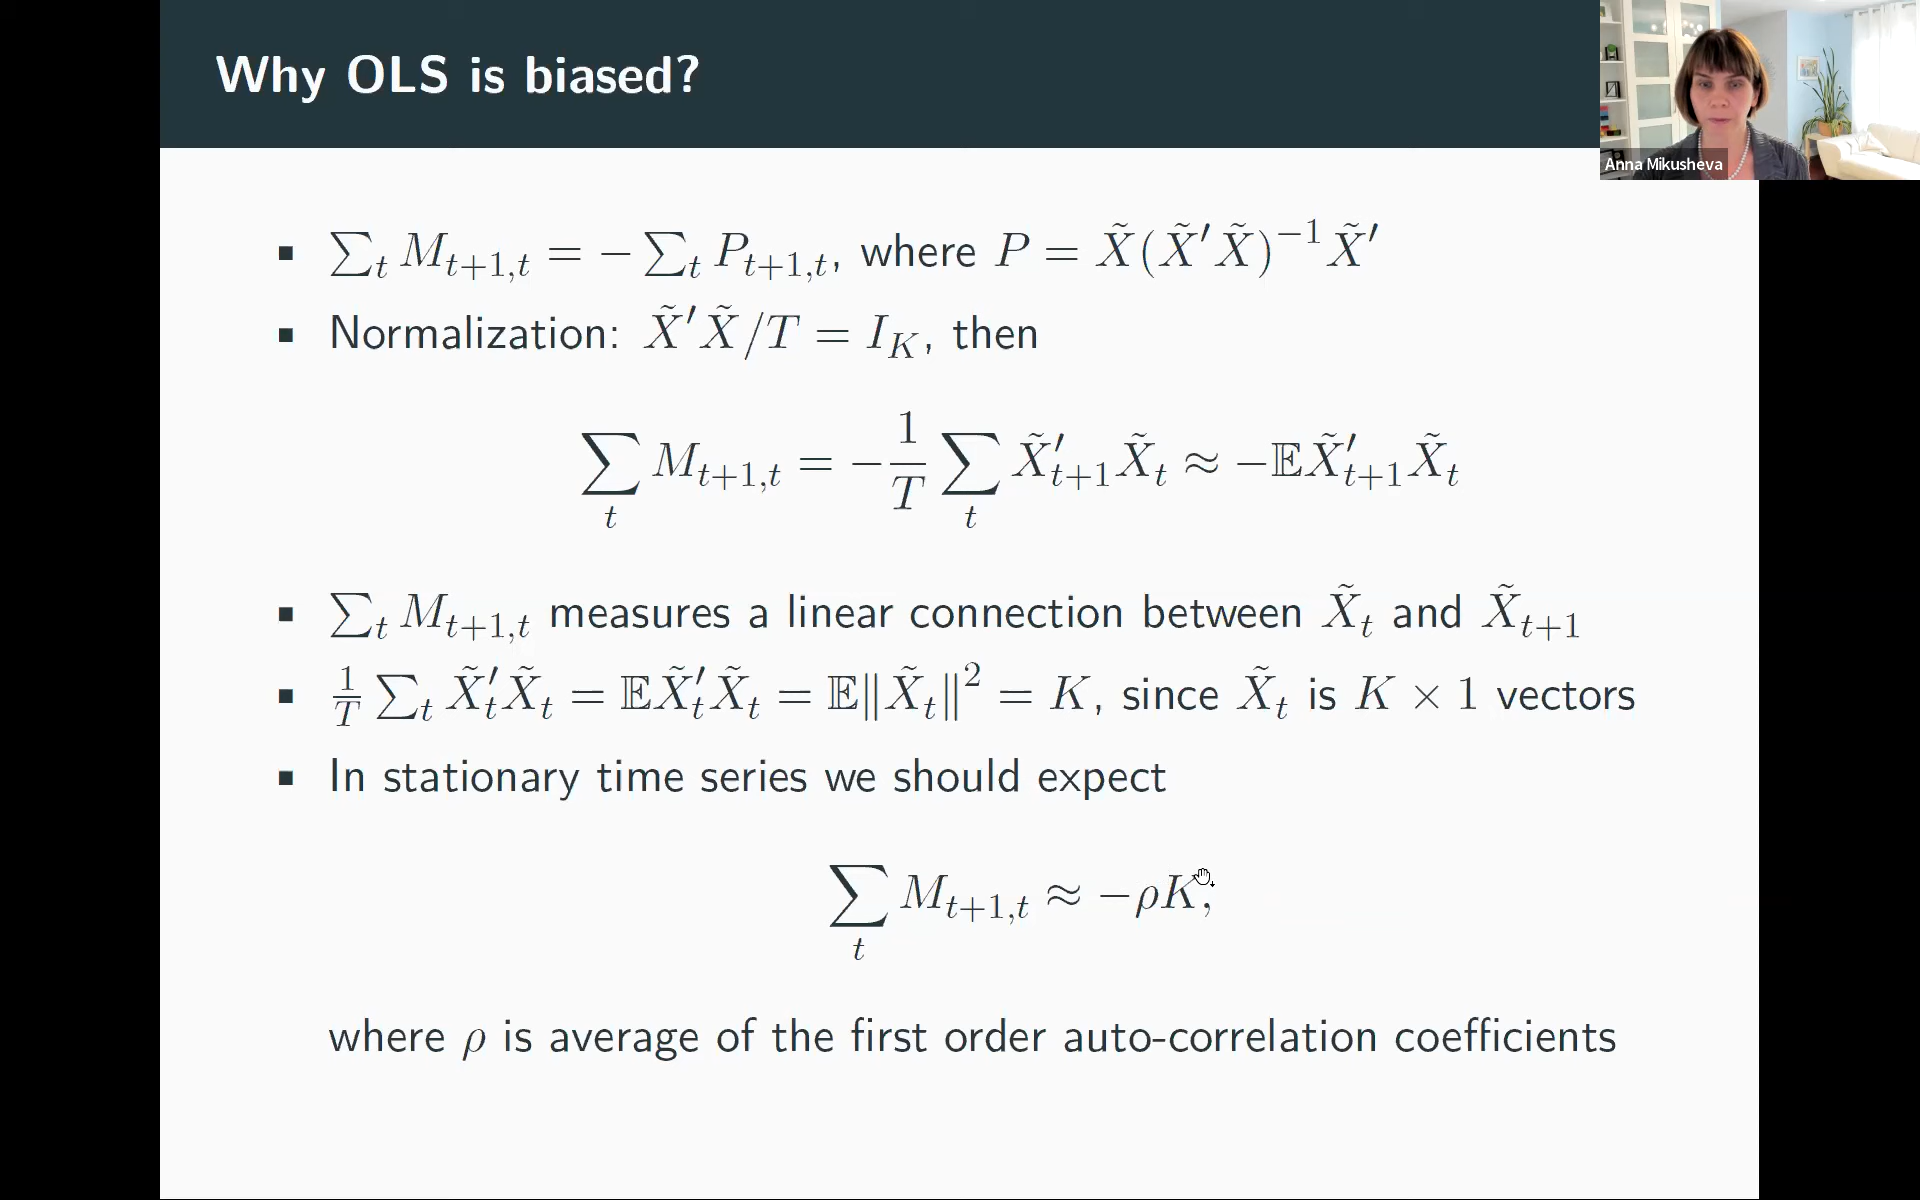 Why OLS is biased?
Anna Mikusheva
▪ ∑_t M_{t+1,t} = −∑_t P_{t+1,t}, where P = X̃(X̃′X̃)^{−1}X̃′
▪ Normalization: X̃′X̃/T = I_K, then
∑_t M_{t+1,t} = −1/T ∑_t X̃′_{t+1}X̃_t ≈ −𝔼X̃′_{t+1}X̃_t
▪ ∑_t M_{t+1,t} measures a linear connection between X̃_t and X̃_{t+1}
▪ 1/T ∑_t X̃′_tX̃_t = 𝔼X̃′_tX̃_t = 𝔼‖X̃_t‖² = K, since X̃_t is K × 1 vectors
▪ In stationary time series we should expect
∑_t M_{t+1,t} ≈ −ρK,
where ρ is average of the first order auto-correlation coefficients